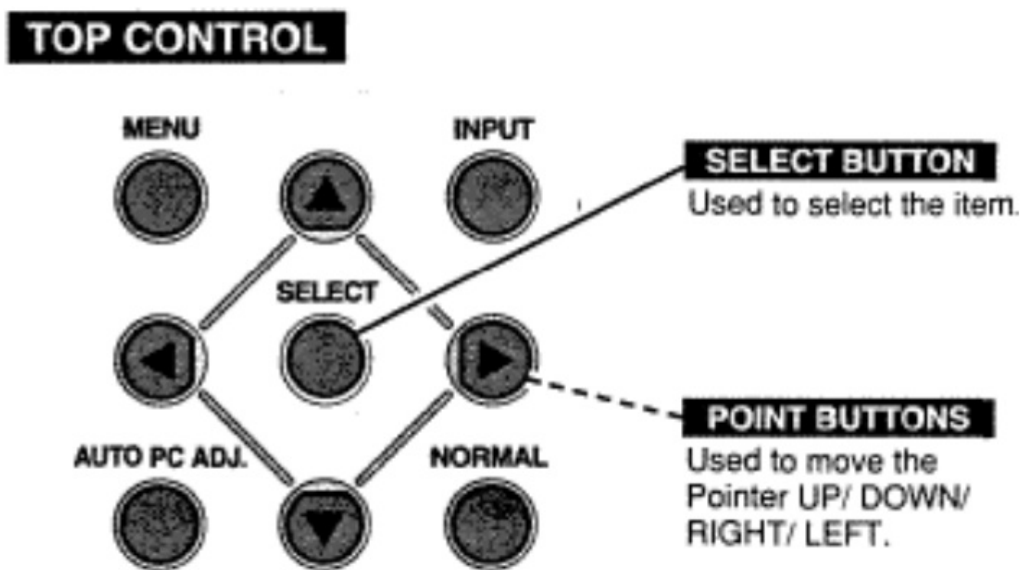 TOP CONTROL
MENU
INPUT
SELECT BUTTON
Used to select the item.
SELECT
POINT BUTTONS
Used to move the
Pointer UP/ DOWN/
RIGHT/ LEFT.
AUTO PC ADJ.
NORMAL